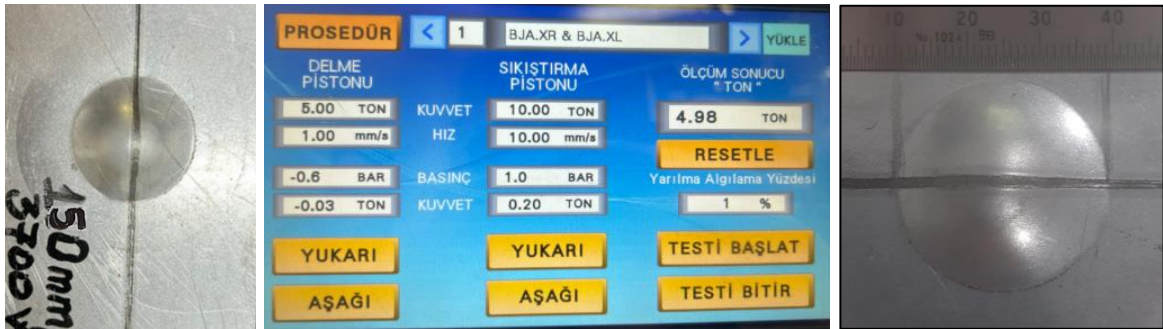 150mm
3700 V
PROSEDÜR
< 1 BJA.XR & BJA.XL > YÜKLE
DELME PİSTONU
SIKIŞTIRMA PİSTONU
ÖLÇÜM SONUCU
" TON "
5.00 TON KUVVET 10.00 TON
4.98 TON
1.00 mm/s HIZ 10.00 mm/s
RESETLE
-0.6 BAR BASINÇ 1.0 BAR
Yarılma Algılama Yüzdesi
-0.03 TON KUVVET 0.20 TON
1 %
YUKARI YUKARI TESTİ BAŞLAT
AŞAĞI AŞAĞI TESTİ BİTİR
10 20 30 40